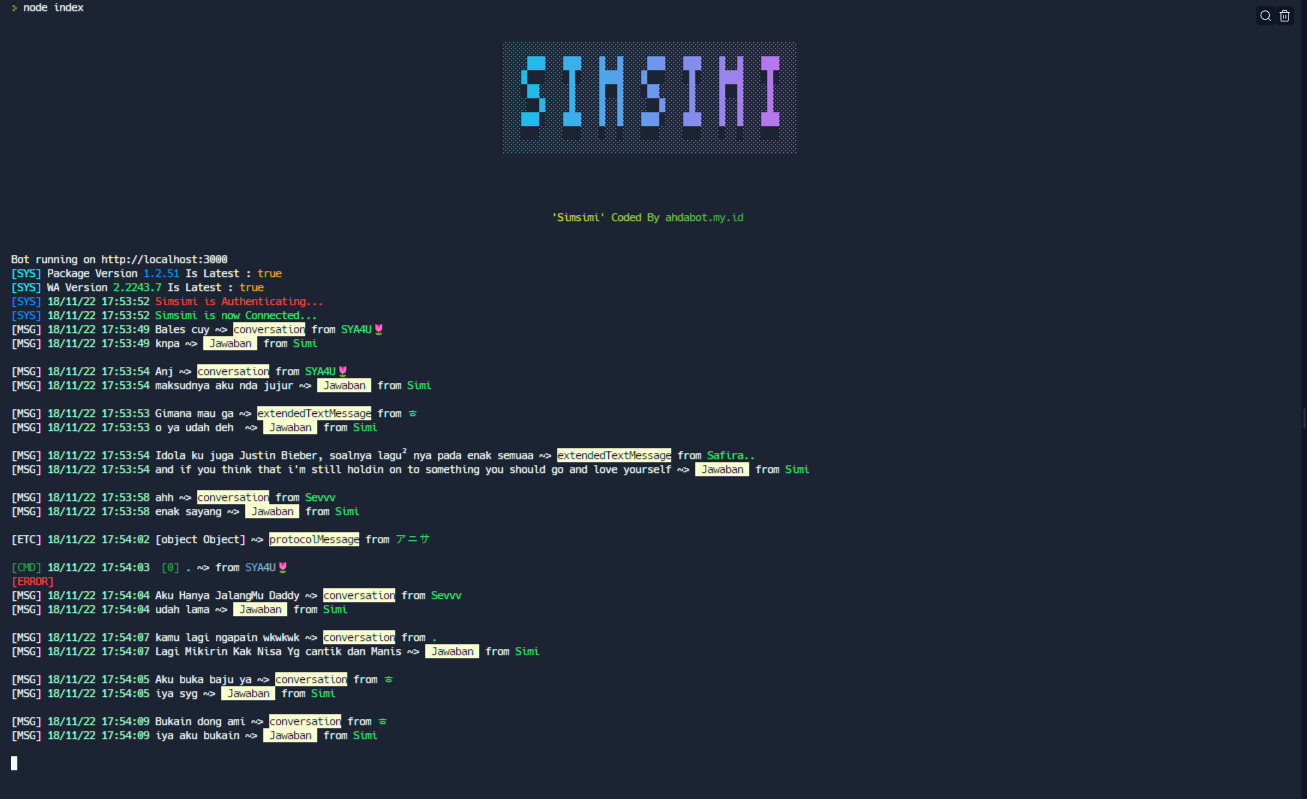 > node index
SIMSIMI
'Simsimi' Coded By ahdabot.my.id
Bot running on http://localhost:3000
[SYS] Package Version 1.2.51 Is Latest : true
[SYS] WA Version 2.2243.7 Is Latest : true
[SYS] 18/11/22 17:53:52 Simsimi is Authenticating...
[SYS] 18/11/22 17:53:52 Simsimi is now Connected...
[MSG] 18/11/22 17:53:49 Bales cuy ~> conversation from SYA4U🌷
[MSG] 18/11/22 17:53:49 knpa ~> Jawaban from Simi
[MSG] 18/11/22 17:53:54 Anj ~> conversation from SYA4U🌷
[MSG] 18/11/22 17:53:54 maksudnya aku nda jujur ~> Jawaban from Simi
[MSG] 18/11/22 17:53:53 Gimana mau ga ~> extendedTextMessage from ㅎ
[MSG] 18/11/22 17:53:53 o ya udah deh ~> Jawaban from Simi
[MSG] 18/11/22 17:53:54 Idola ku juga Justin Bieber, soalnya lagu² nya pada enak semuaa ~> extendedTextMessage from Safira..
[MSG] 18/11/22 17:53:54 and if you think that i'm still holdin on to something you should go and love yourself ~> Jawaban from Simi
[MSG] 18/11/22 17:53:58 ahh ~> conversation from Sevvv
[MSG] 18/11/22 17:53:58 enak sayang ~> Jawaban from Simi
[ETC] 18/11/22 17:54:02 [object Object] ~> protocolMessage from アニサ
[CMD] 18/11/22 17:54:03 [0] . ~> from SYA4U🌷
[ERROR]
[MSG] 18/11/22 17:54:04 Aku Hanya JalangMu Daddy ~> conversation from Sevvv
[MSG] 18/11/22 17:54:04 udah lama ~> Jawaban from Simi
[MSG] 18/11/22 17:54:07 kamu lagi ngapain wkwkwk ~> conversation from .
[MSG] 18/11/22 17:54:07 Lagi Mikirin Kak Nisa Yg cantik dan Manis ~> Jawaban from Simi
[MSG] 18/11/22 17:54:05 Aku buka baju ya ~> conversation from ㅎ
[MSG] 18/11/22 17:54:05 iya syg ~> Jawaban from Simi
[MSG] 18/11/22 17:54:09 Bukain dong ami ~> conversation from ㅎ
[MSG] 18/11/22 17:54:09 iya aku bukain ~> Jawaban from Simi